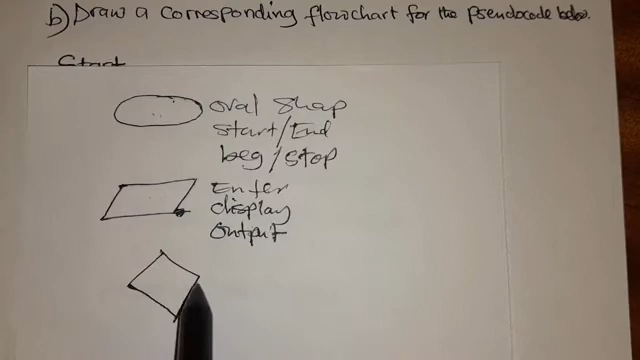 b) Draw a corresponding flowchart for the pseudocode below.
Start
oval shap
start/End
beg/stop
Enter
display
output